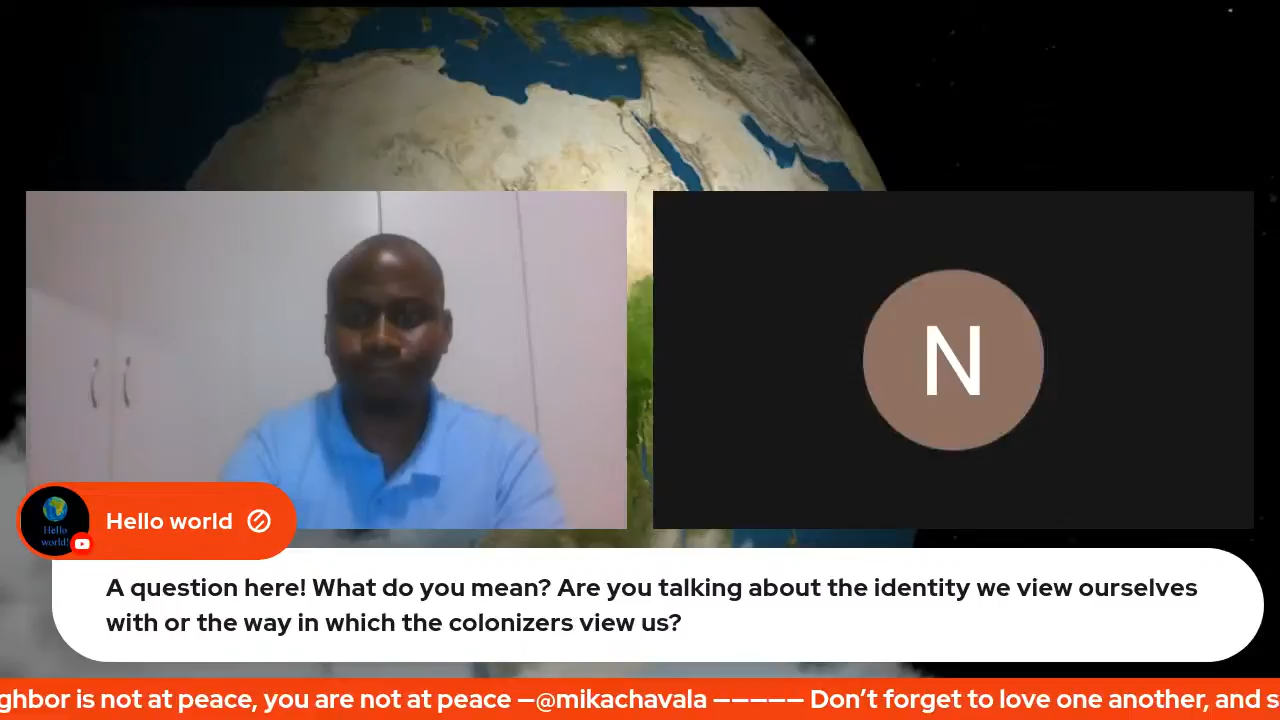 N
Hello world
Hello
world!
A question here! What do you mean? Are you talking about the identity we view ourselves
with or the way in which the colonizers view us?
ghbor is not at peace, you are not at peace —@mikachavala ————— Don’t forget to love one another, and s